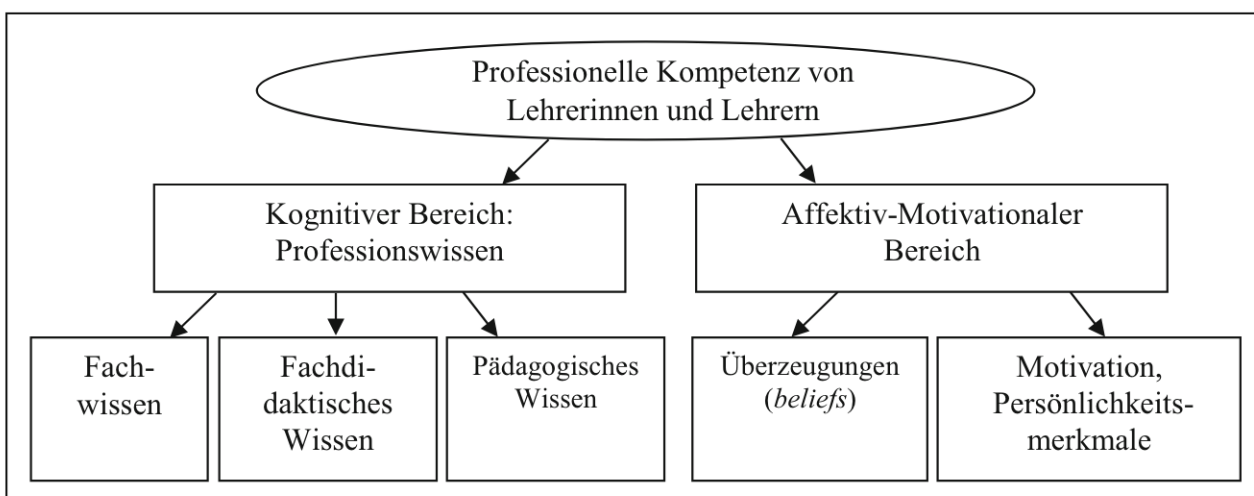 Professionelle Kompetenz von
Lehrerinnen und Lehrern
Kognitiver Bereich:
Professionswissen
Affektiv-Motivationaler
Bereich
Fach-
wissen
Fachdi-
daktisches
Wissen
Pädagogisches
Wissen
Überzeugungen
(beliefs)
Motivation,
Persönlichkeits-
merkmale